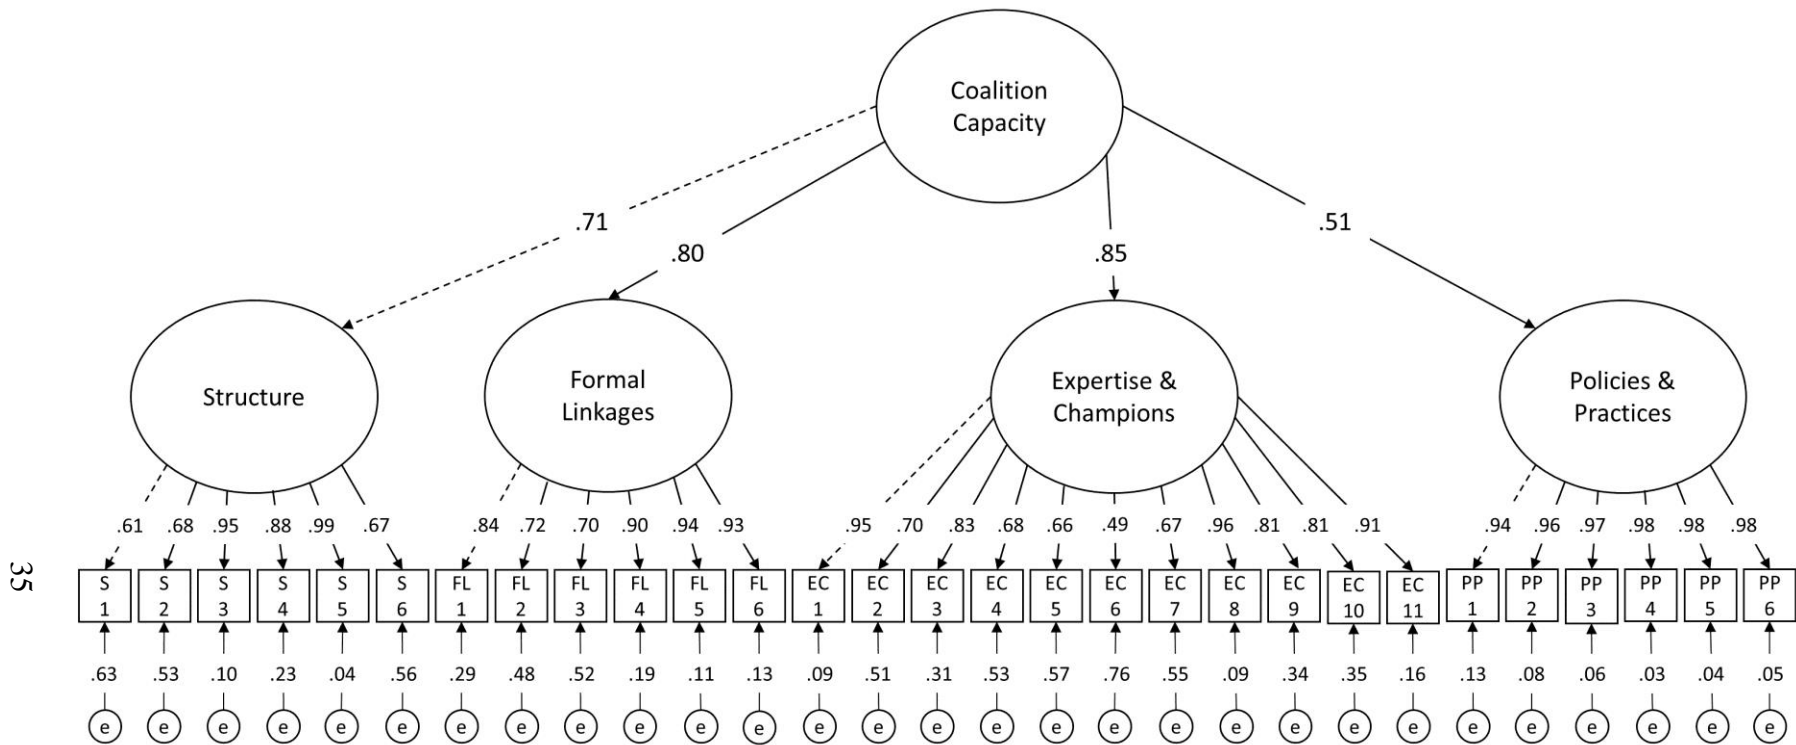 Coalition
Capacity
.71
.80
.85
.51
Structure
Formal
Linkages
Expertise &
Champions
Policies &
Practices
.61 .68 .95 .88 .99 .67 .84 .72 .70 .90 .94 .93 .95 .70 .83 .68 .66 .49 .67 .96 .81 .81 .91 .94 .96 .97 .98 .98 .98
S S S S S S FL FL FL FL FL FL EC EC EC EC EC EC EC EC EC EC EC PP PP PP PP PP PP
1 2 3 4 5 6 1 2 3 4 5 6 1 2 3 4 5 6 7 8 9 10 11 1 2 3 4 5 6
.63 .53 .10 .23 .04 .56 .29 .48 .52 .19 .11 .13 .09 .51 .31 .53 .57 .76 .55 .09 .34 .35 .16 .13 .08 .06 .03 .04 .05
e e e e e e e e e e e e e e e e e e e e e e e e e e e e e
35